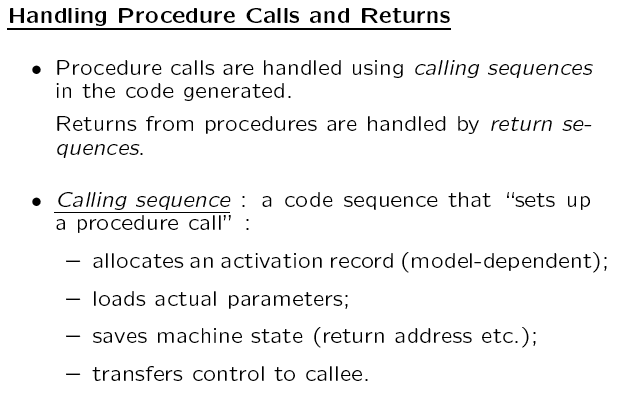 Handling Procedure Calls and Returns
• Procedure calls are handled using calling sequences
in the code generated.
Returns from procedures are handled by return se-
quences.
• Calling sequence : a code sequence that “sets up
a procedure call” :
– allocates an activation record (model-dependent);
– loads actual parameters;
– saves machine state (return address etc.);
– transfers control to callee.